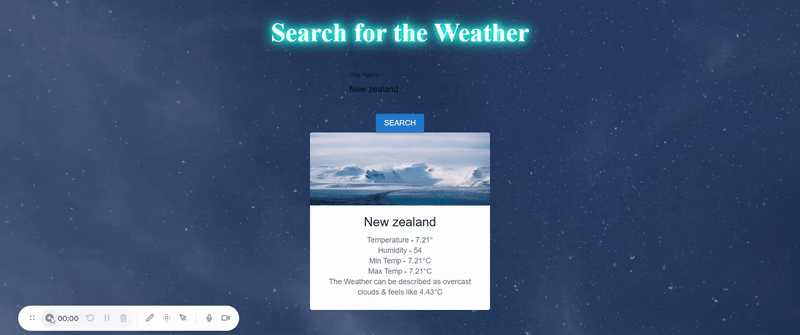 Search for the Weather
City Name *
New zealand
SEARCH
New zealand
Temperature - 7.21°
Humidity - 54
Min Temp - 7.21°C
Max Temp - 7.21°C
The Weather can be described as overcast
clouds & feels like 4.43°C
00:00